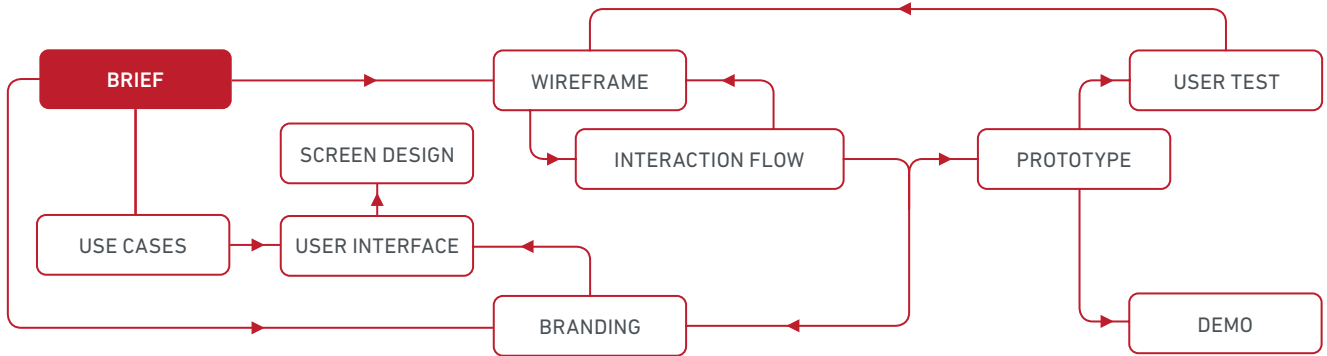 BRIEF
WIREFRAME
USER TEST
SCREEN DESIGN
INTERACTION FLOW
PROTOTYPE
USE CASES
USER INTERFACE
BRANDING
DEMO